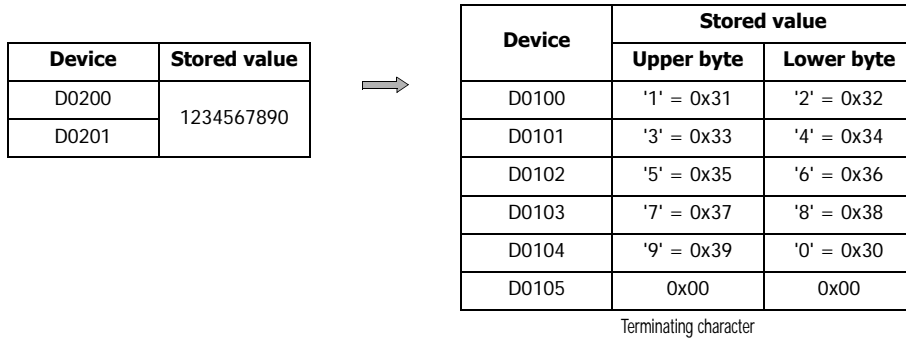 Device Stored value
D0200
1234567890
D0201
Device Stored value
Upper byte Lower byte
D0100 '1' = 0x31 '2' = 0x32
D0101 '3' = 0x33 '4' = 0x34
D0102 '5' = 0x35 '6' = 0x36
D0103 '7' = 0x37 '8' = 0x38
D0104 '9' = 0x39 '0' = 0x30
D0105 0x00 0x00
Terminating character